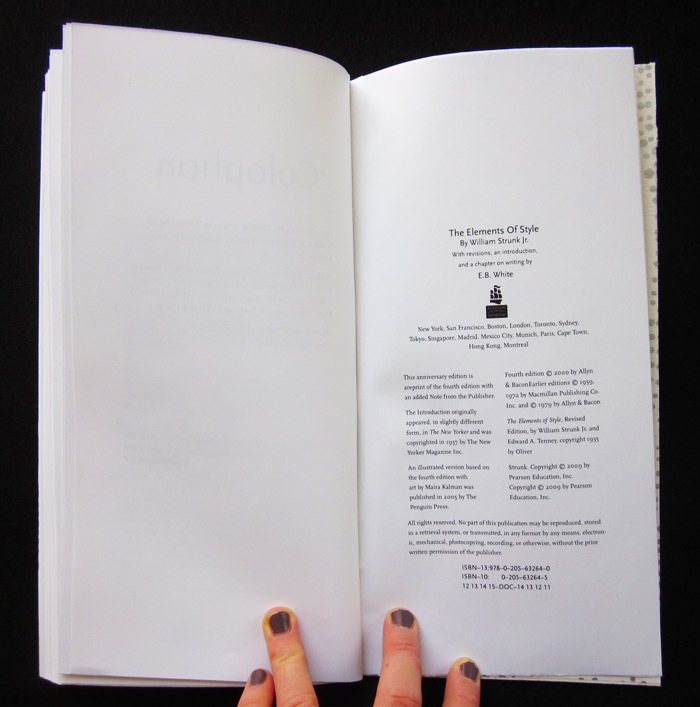 Colophon
The Elements Of Style
By William Strunk Jr.
With revisions, an introduction,
and a chapter on writing by
E.B. White
New York, San Francisco, Boston, London, Toronto, Sydney,
Tokyo, Singapore, Madrid, Mexico City, Munich, Paris, Cape Town,
Hong Kong, Montreal
This anniversary edition is
areprint of the fourth edition with
an added Note from the Publisher.
The Introduction originally
appeared, in slightly different
form, in The New Yorker and was
copyrighted in 1957 by The New
Yorker Magazine Inc.
An illustrated version based on
the fourth edition with
art by Maira Kalman was
published in 2005 by The
Penguin Press.
Fourth edition © 2000 by Allyn
& BaconEarlier editions © 1959,
1972 by Macmillan Publishing Co.
Inc. and © 1979 by Allyn & Bacon
The Elements of Style, Revised
Edition, by William Strunk Jr. and
Edward A. Tenney, copyright 1935
by Oliver
Strunk. Copyright © 2009 by
Pearson Education, Inc.
Copyright © 2009 by Pearson
Education, Inc.
All rights reserved. No part of this publication may be reproduced, stored
in a retrieval system, or transmitted, in any formor by any means, electron-
ic, mechanical, photocopying, recording, or otherwise, without the prior
written permission of the publisher.
ISBN-13:978-0-205-63264-0
ISBN-10: 0-205-63264-5
12 13 14 15-DOC-14 13 12 11